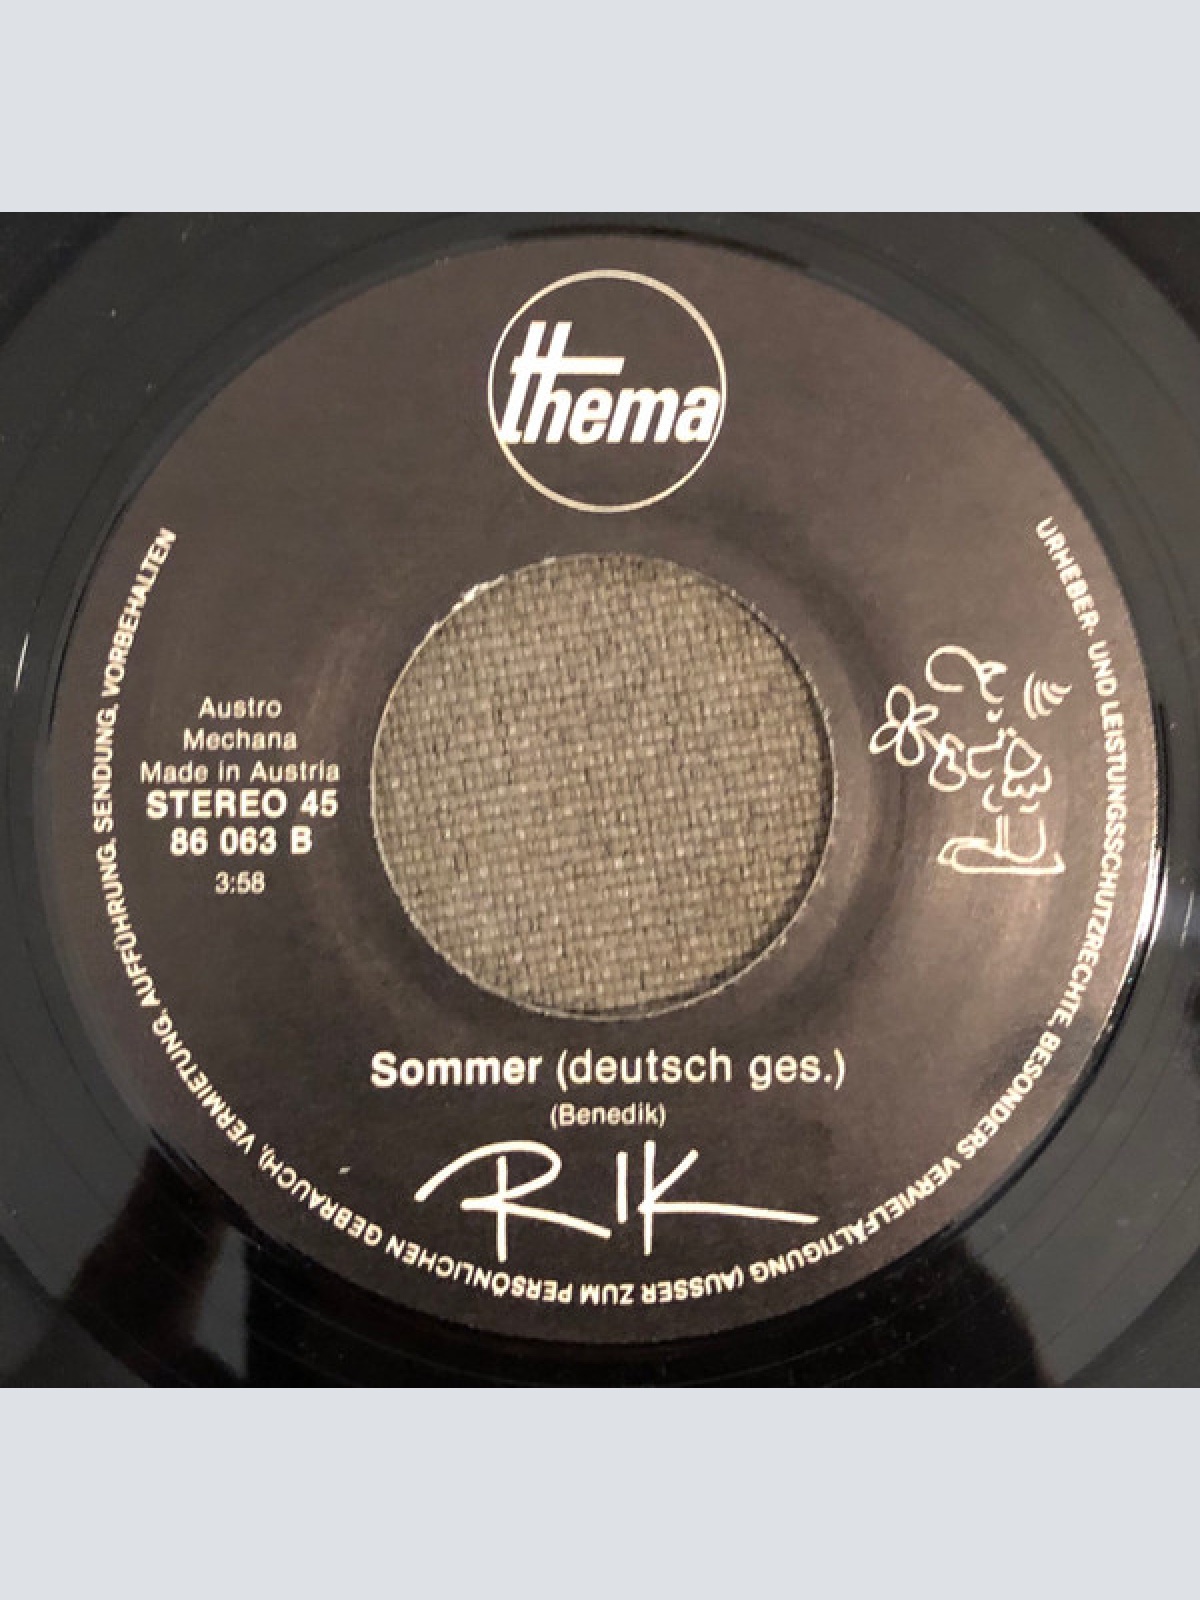 thema
Austro
Mechana
Made in Austria
STEREO 45
86 063 B
3:58
Sommer (deutsch ges.)
(Benedik)
RIK
URHEBER- UND LEISTUNGSSCHUTZRECHTE, BESONDERS VERVIELFÄLTIGUNG (AUSSER ZUM PERSÖNLICHEN GEBRAUCH), VERMIETUNG, AUFFÜHRUNG, SENDUNG, VORBEHALTEN